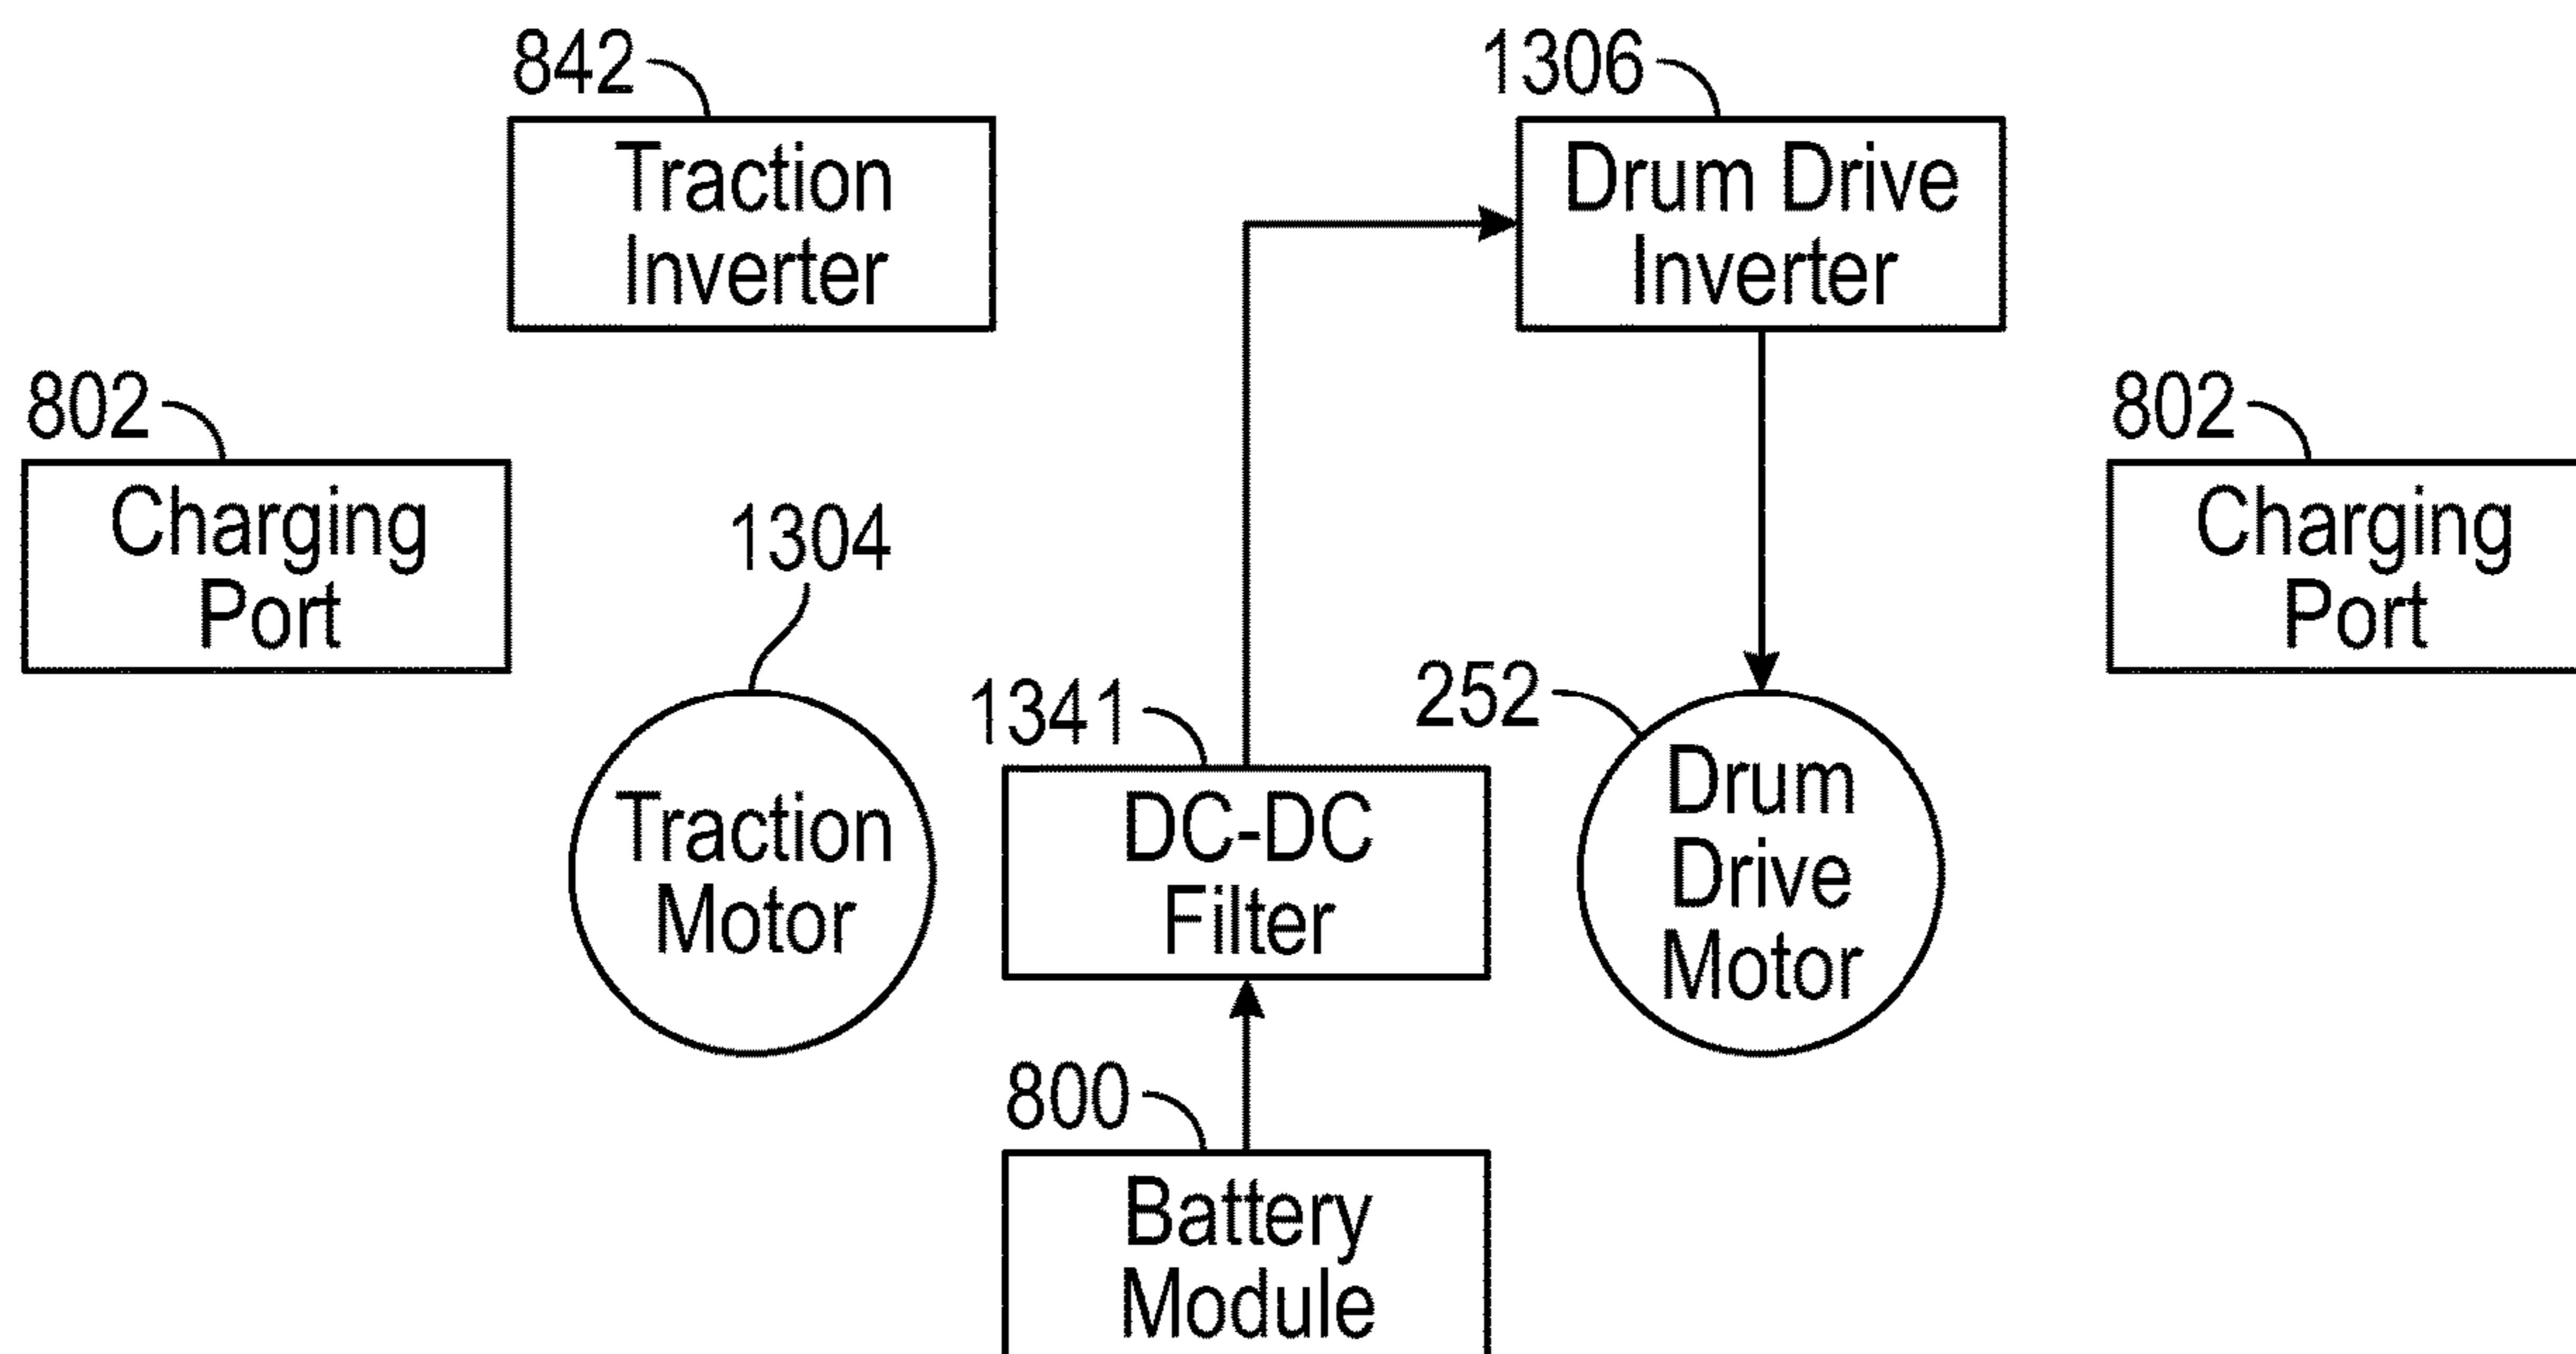 842
Traction
Inverter
1306
Drum Drive
Inverter
802
Charging
Port
1304
Traction
Motor
1341
DC-DC
Filter
252
Drum
Drive
Motor
802
Charging
Port
800
Battery
Module